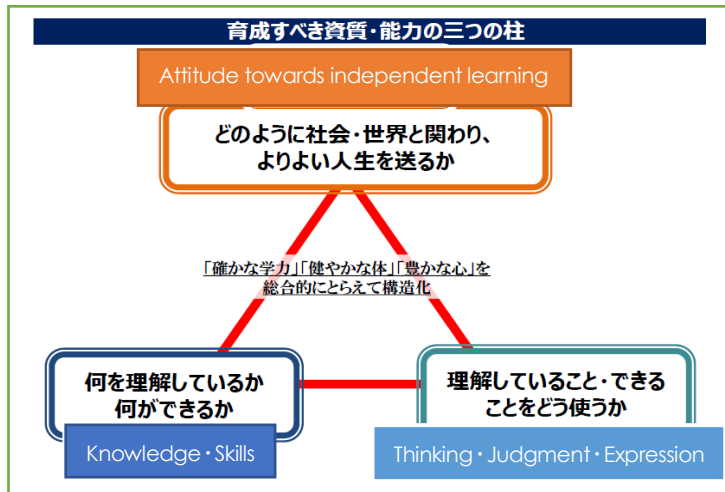 育成すべき資質・能力の三つの柱
Attitude towards independent learning
どのように社会・世界と関わり、
よりよい人生を送るか
「確かな学力」「健やかな体」「豊かな心」を
総合的にとらえて構造化
何を理解しているか
何ができるか
Knowledge・Skills
理解していること・できる
ことをどう使うか
Thinking・Judgment・Expression